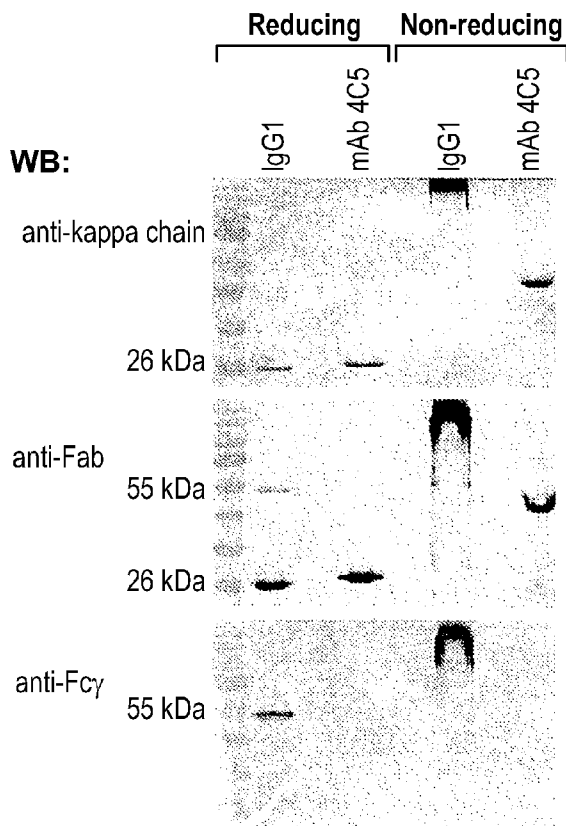 Reducing Non-reducing
IgG1 mAb 4C5 IgG1 mAb 4C5
WB:
anti-kappa chain
26 kDa
anti-Fab
55 kDa
26 kDa
anti-Fcγ
55 kDa